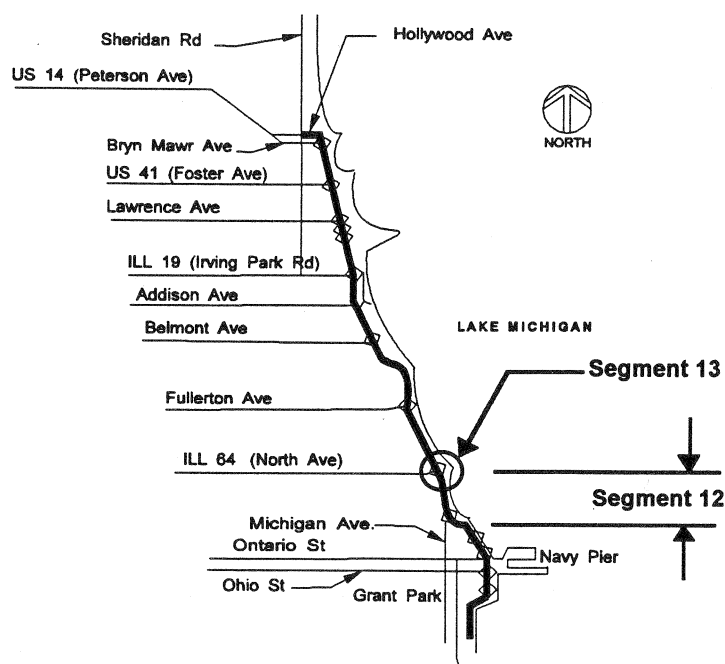 Sheridan Rd
Hollywood Ave
US 14 (Peterson Ave)
NORTH
Bryn Mawr Ave
US 41 (Foster Ave)
Lawrence Ave
ILL 19 (Irving Park Rd)
Addison Ave
LAKE MICHIGAN
Belmont Ave
Segment 13
Fullerton Ave
ILL 64 (North Ave)
Segment 12
Michigan Ave.
Ontario St
Navy Pier
Ohio St
Grant Park